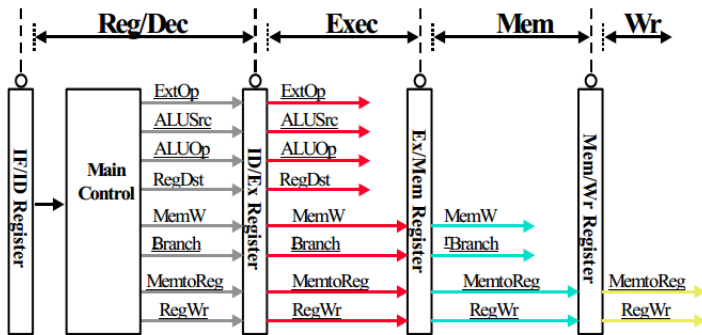 Reg/Dec Exec Mem Wr
ExtOp ExtOp
ALUSrc ALUSrc
ALUOp ALUOp
RegDst RegDst
MemW MemW MemW
Branch Branch rBranch
MemtoReg MemtoReg MemtoReg MemtoReg
RegWr RegWr RegWr RegWr
IF/ID Register
Main
Control
ID/Ex Register
Ex/Mem Register
Mem/Wr Register